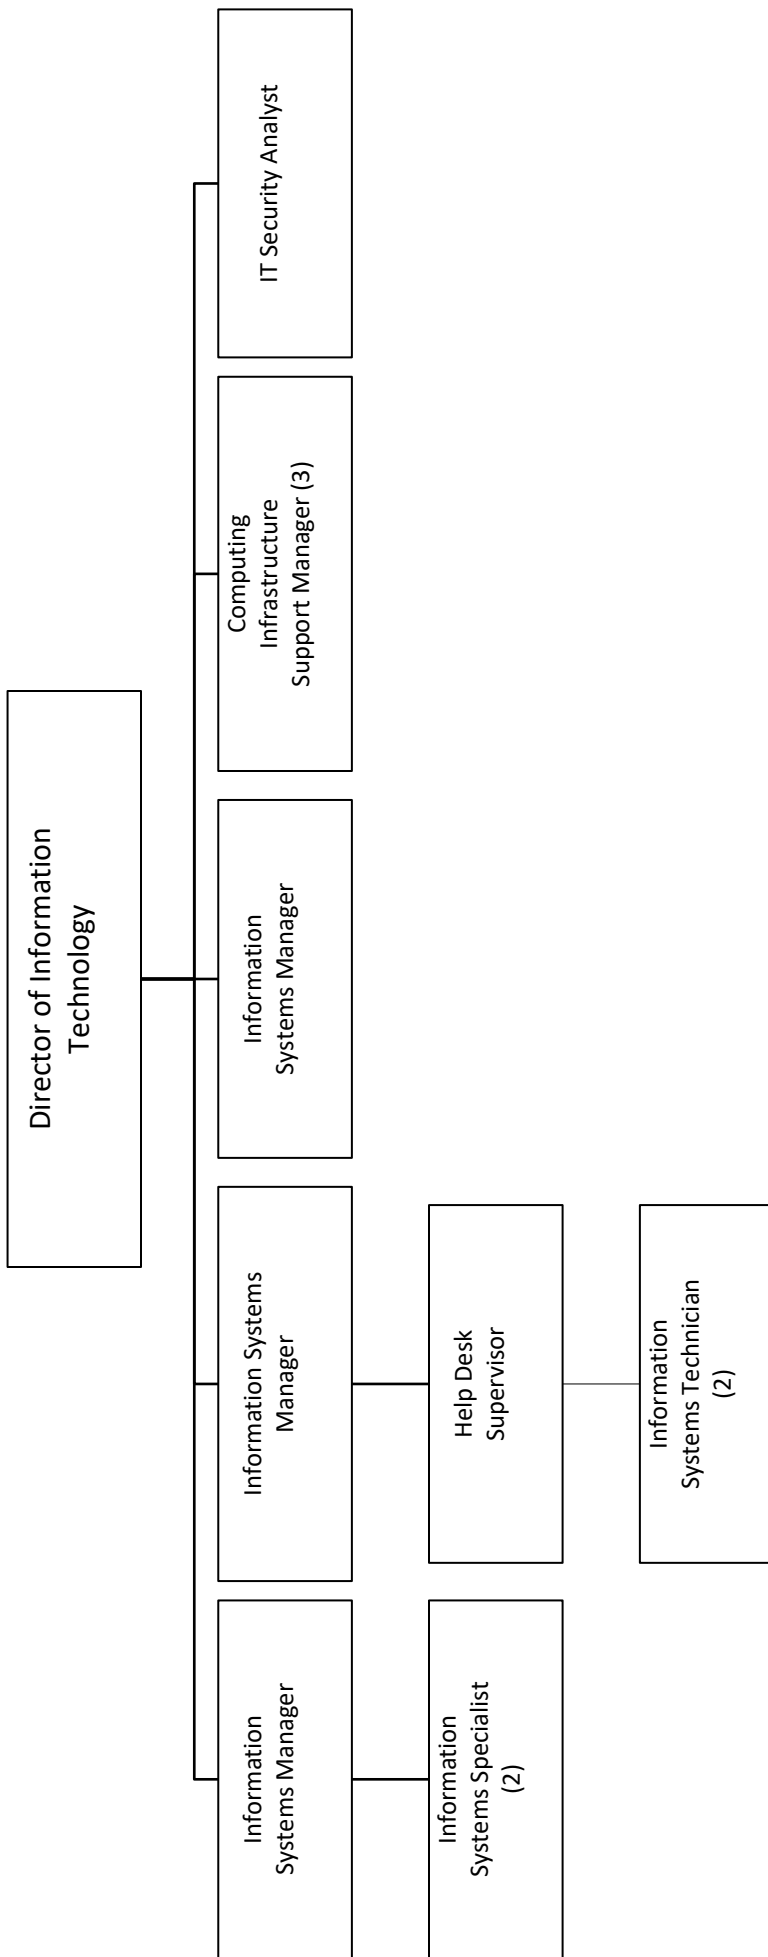 Director of Information
Technology
Information
Systems Manager
Information Systems
Manager
Information
Systems Manager
Computing
Infrastructure
Support Manager (3)
IT Security Analyst
Information
Systems Specialist
(2)
Help Desk
Supervisor
Information
Systems Technician
(2)